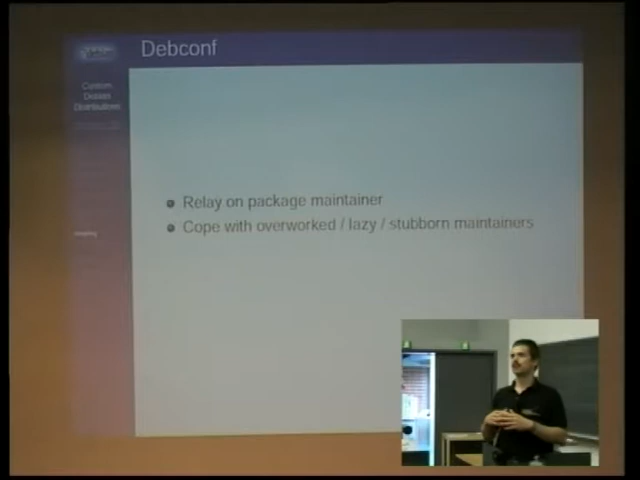 Debconf
Custom
Debian
Distributions
Relay on package maintainer
Cope with overworked / lazy / stubborn maintainers